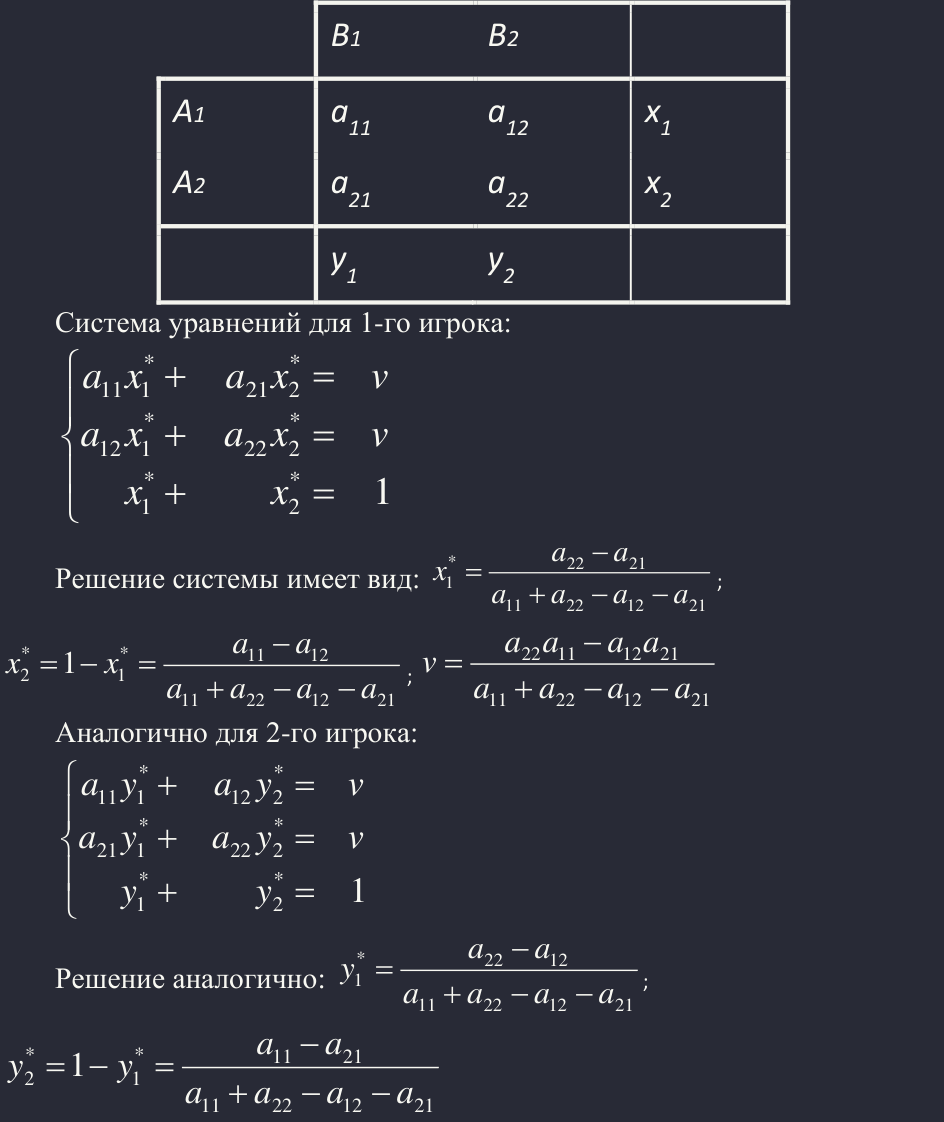 B1 B2
A1 a11 a12 x1
A2 a21 a22 x2
y1 y2
Система уравнений для 1-го игрока:
a11x1* + a21x2* = v
a12x1* + a22x2* = v
x1* + x2* = 1
Решение системы имеет вид: x1* = (a22 − a21) / (a11 + a22 − a12 − a21) ;
x2* = 1 − x1* = (a11 − a12) / (a11 + a22 − a12 − a21) ; v = (a22a11 − a12a21) / (a11 + a22 − a12 − a21)
Аналогично для 2-го игрока:
a11y1* + a12y2* = v
a21y1* + a22y2* = v
y1* + y2* = 1
Решение аналогично: y1* = (a22 − a12) / (a11 + a22 − a12 − a21) ;
y2* = 1 − y1* = (a11 − a21) / (a11 + a22 − a12 − a21)